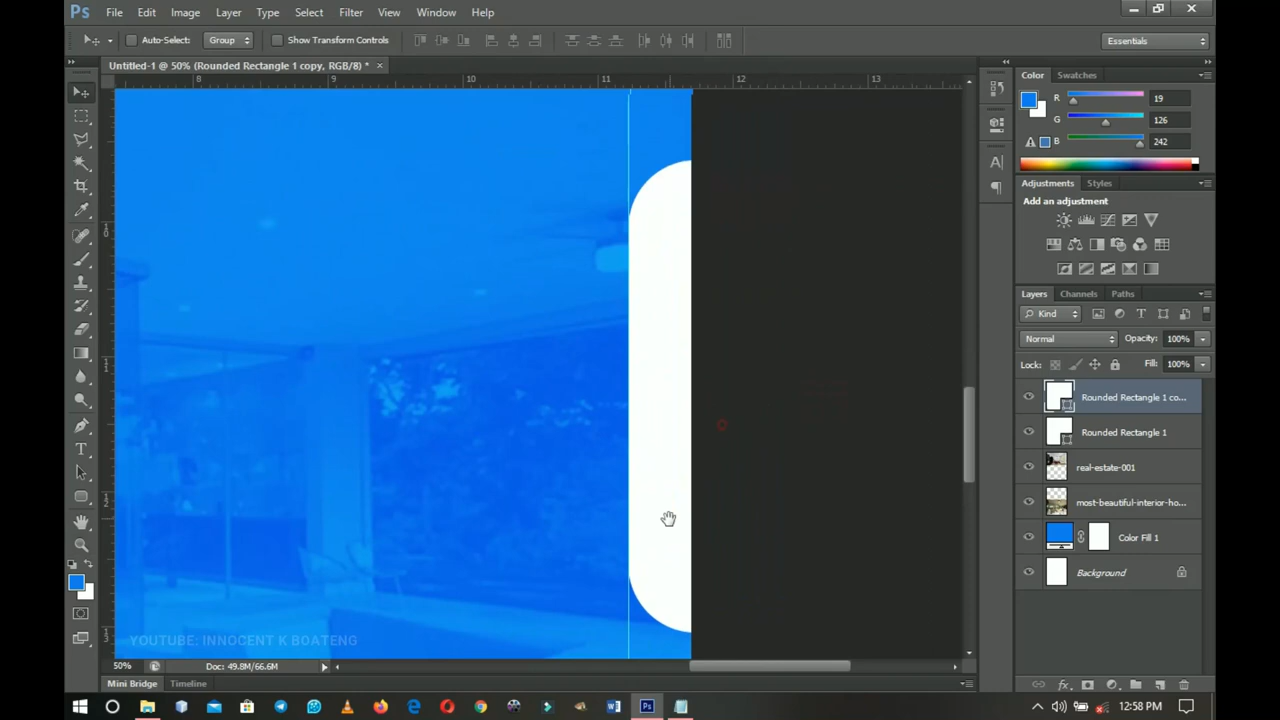 Ps File Edit Image Layer Type Select Filter View Window Help
Auto-Select: Group Show Transform Controls Essentials
Untitled-1 @ 50% (Rounded Rectangle 1 copy, RGB/8) * ×
8 9 10 11 12 13
Color Swatches
R 19
G 126
B 242
Adjustments Styles
Add an adjustment
Layers Channels Paths
Kind
Normal Opacity: 100%
Lock: Fill: 100%
Rounded Rectangle 1 co...
Rounded Rectangle 1
real-estate-001
most-beautiful-interior-ho...
Color Fill 1
Background
YOUTUBE: INNOCENT K BOATENG
50% Doc: 49.8M/66.6M
Mini Bridge Timeline
12:58 PM